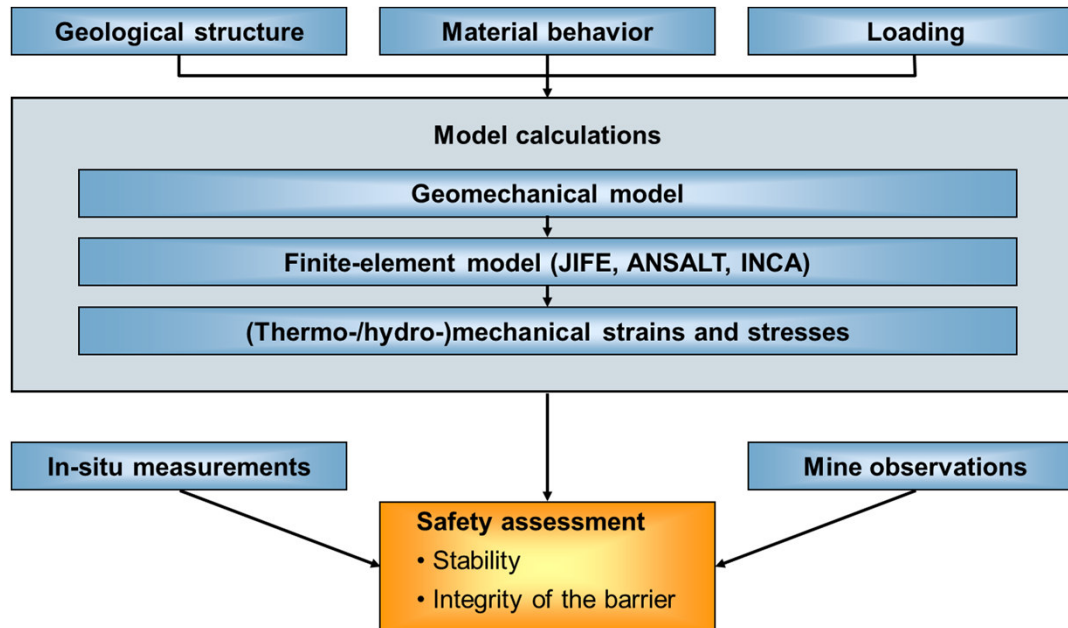 Geological structure
Material behavior
Loading
Model calculations
Geomechanical model
Finite-element model (JIFE, ANSALT, INCA)
(Thermo-/hydro-)mechanical strains and stresses
In-situ measurements
Mine observations
Safety assessment
• Stability
• Integrity of the barrier